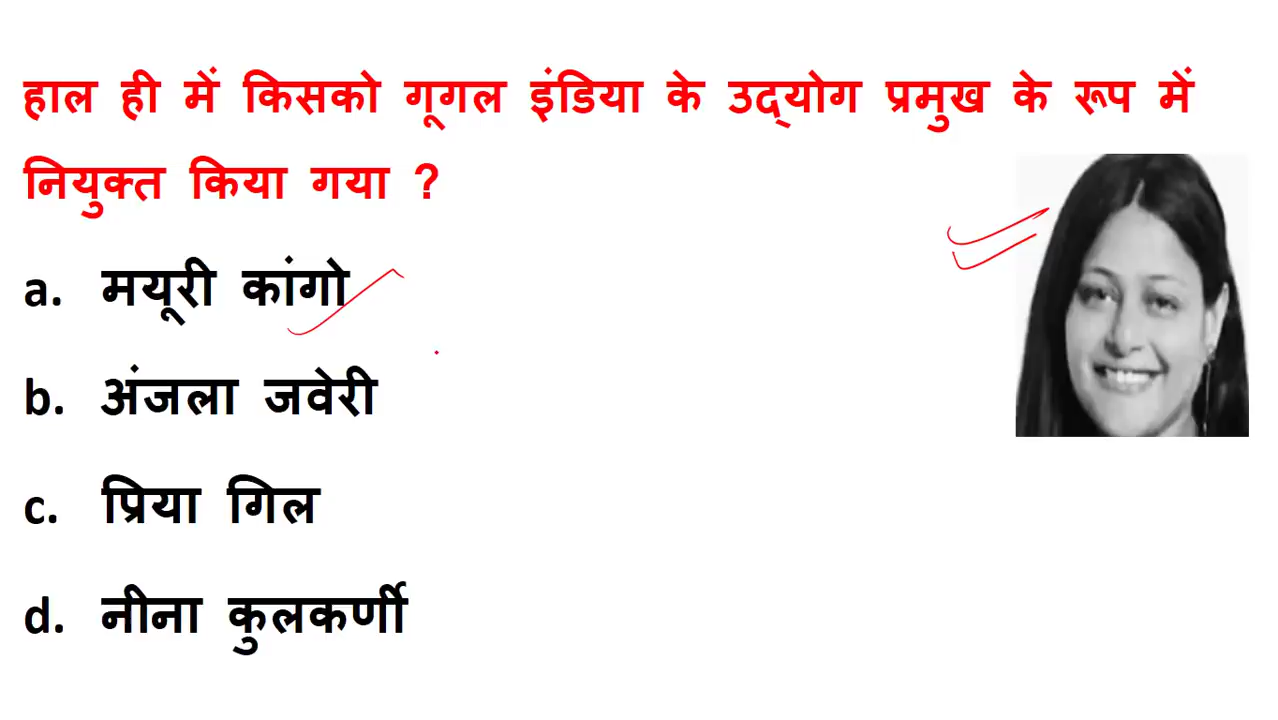 हाल ही में किसको गूगल इंडिया के उद्योग प्रमुख के रूप में
नियुक्त किया गया ?
a. मयूरी कांगो
b. अंजला जवेरी
c. प्रिया गिल
d. नीना कुलकर्णी